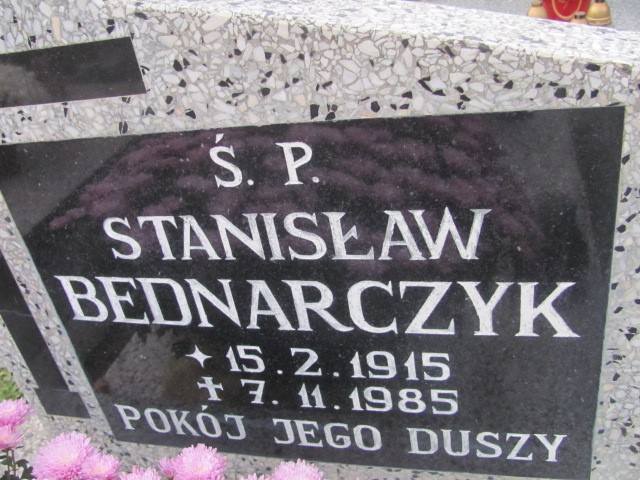 Ś. P.
STANISŁAW
BEDNARCZYK
✦ 15.2.1915
✝ 7.11.1985
POKÓJ JEGO DUSZY